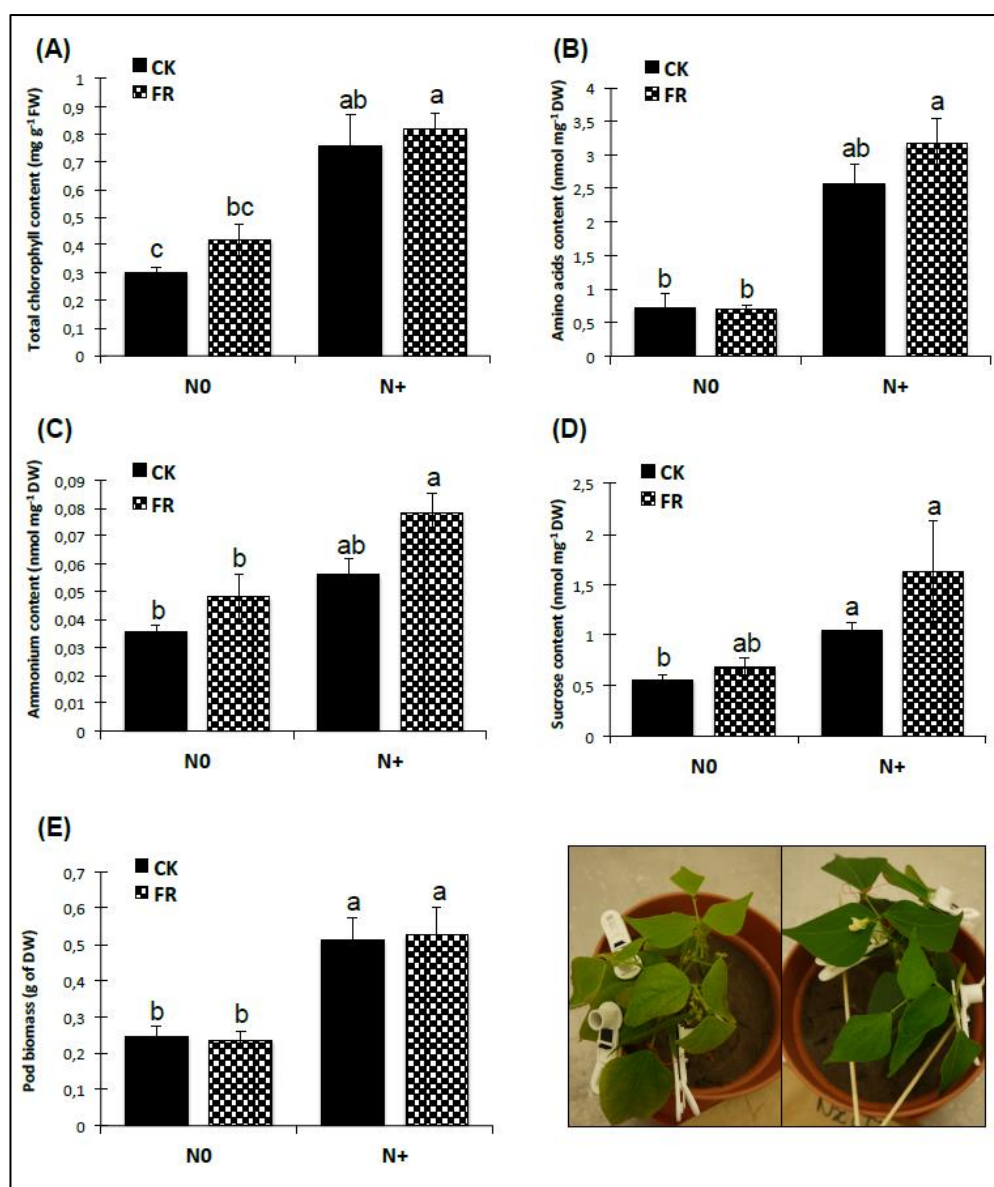 (A)
CK
FR
Total chlorophyll content (mg g⁻¹ FW)
1
0,9
0,8
0,7
0,6
0,5
0,4
0,3
0,2
0,1
0
c
bc
ab
a
N0
N+
(B)
CK
FR
Amino acids content (nmol mg⁻¹ DW)
4
3,5
3
2,5
2
1,5
1
0,5
0
b
b
ab
a
N0
N+
(C)
CK
FR
Ammonium content (nmol mg⁻¹ DW)
0,09
0,08
0,07
0,06
0,05
0,04
0,03
0,02
0,01
0
b
b
ab
a
N0
N+
(D)
CK
FR
Sucrose content (nmol mg⁻¹ DW)
2,5
2
1,5
1
0,5
0
b
ab
a
a
N0
N+
(E)
CK
FR
Pod biomass (g of DW)
0,7
0,6
0,5
0,4
0,3
0,2
0,1
0
b
b
a
a
N0
N+